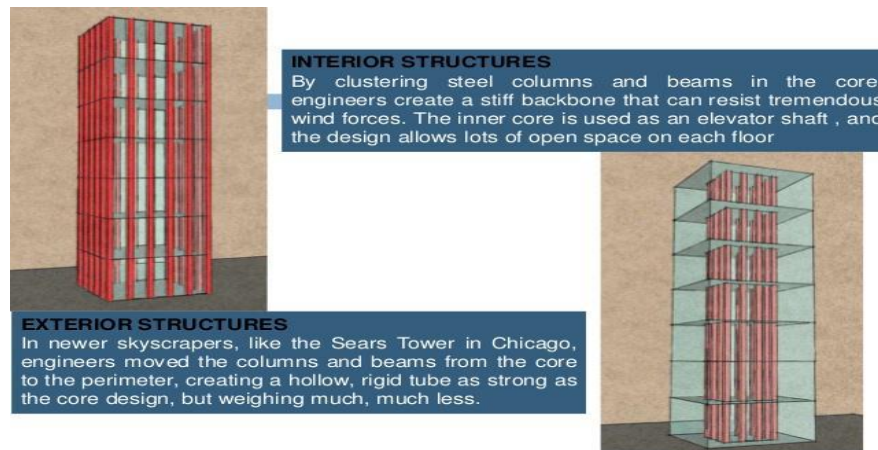 INTERIOR STRUCTURES
By clustering steel columns and beams in the core
engineers create a stiff backbone that can resist tremendous
wind forces. The inner core is used as an elevator shaft , and
the design allows lots of open space on each floor
EXTERIOR STRUCTURES
In newer skyscrapers, like the Sears Tower in Chicago,
engineers moved the columns and beams from the core
to the perimeter, creating a hollow, rigid tube as strong as
the core design, but weighing much, much less.